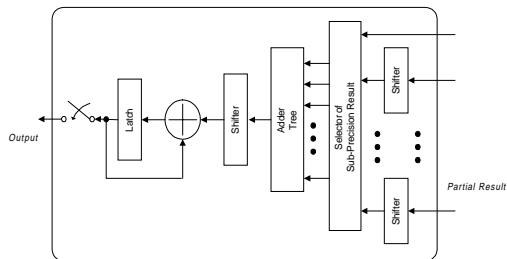 Output
Latch
Shifter
Adder
Tree
Selector of
Sub-Precision Result
Shifter
Shifter
Partial Result